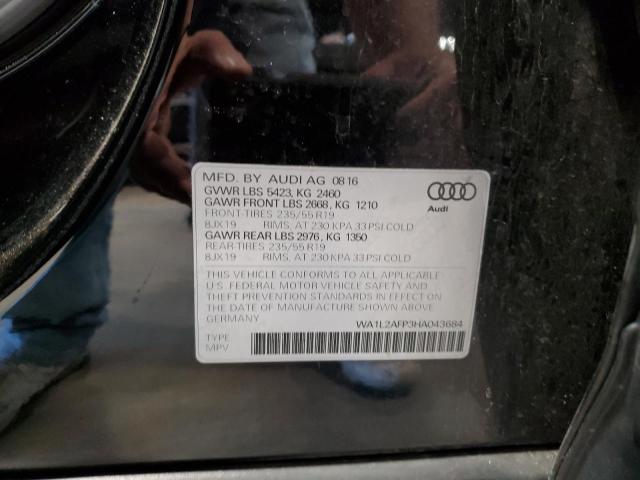 MFD. BY AUDI AG 08 16
GVWR LBS 5423, KG 2460
GAWR FRONT LBS 2668, KG 1210
FRONT-TIRES 235/55 R19
8JX19 RIMS, AT 230 KPA 33 PSI COLD
GAWR REAR LBS 2976, KG 1350
REAR-TIRES 235/55 R19
8JX19 RIMS, AT 230 KPA 33 PSI COLD
Audi
THIS VEHICLE CONFORMS TO ALL APPLICABLE
U.S. FEDERAL MOTOR VEHICLE SAFETY AND
THEFT PREVENTION STANDARDS IN EFFECT ON
THE DATE OF MANUFACTURE SHOWN ABOVE.
GERMANY
WA1L2AFP3HA043684
TYPE
MPV